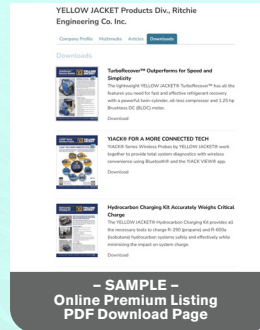 YELLOW JACKET Products Div., Ritchie
Engineering Co. Inc.
Company Profile Multimedia Articles Downloads
Downloads
TurboRecover™ Outperforms for Speed and
Simplicity
The lightweight YELLOW JACKET® TurboRecover™ has all the
features you need for fast and effective refrigerant recovery
with a powerful twin cylinder, oil-less compressor and 1.25 hp
Brushless DC (BLDC) motor.
Download
YJACK® FOR A MORE CONNECTED TECH
YJACK® Series Wireless Probes by YELLOW JACKET® work
together to provide total system diagnostics with wireless
convenience using Bluetooth® and the YJACK VIEW® app.
Download
Hydrocarbon Charging Kit Accurately Weighs Critical
Charge
The YELLOW JACKET® Hydrocarbon Charging Kit provides all
the necessary tools to charge R-290 (propane) and R-600a
(isobutane) hydrocarbon systems safely and effectively while
minimising the impact on system charge.
Download
– SAMPLE –
Online Premium Listing
PDF Download Page